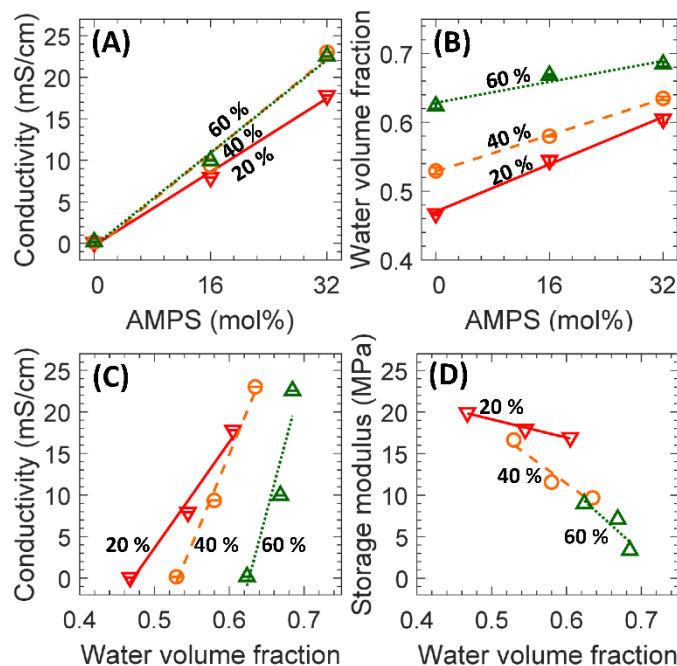 (A)
Conductivity (mS/cm)
25
20
15
10
5
0
60 %
40 %
20 %
0 16 32
AMPS (mol%)
(B)
Water volume fraction
0.7
0.6
0.5
0.4
60 %
40 %
20 %
0 16 32
AMPS (mol%)
(C)
Conductivity (mS/cm)
25
20
15
10
5
0
20 % 40 % 60 %
0.4 0.5 0.6 0.7
Water volume fraction
(D)
Storage modulus (MPa)
25
20
15
10
5
0
20 %
40 %
60 %
0.4 0.5 0.6 0.7
Water volume fraction